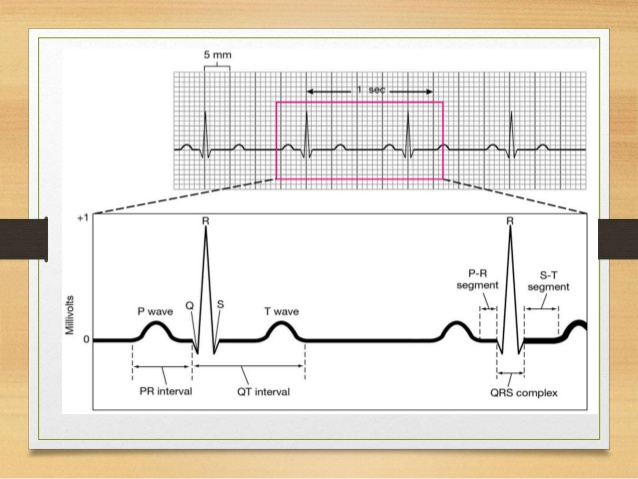 5 mm
1 sec
+1
R
R
P-R
segment
S-T
segment
Q
S
P wave
T wave
Millivolts
0
PR interval
QT interval
QRS complex